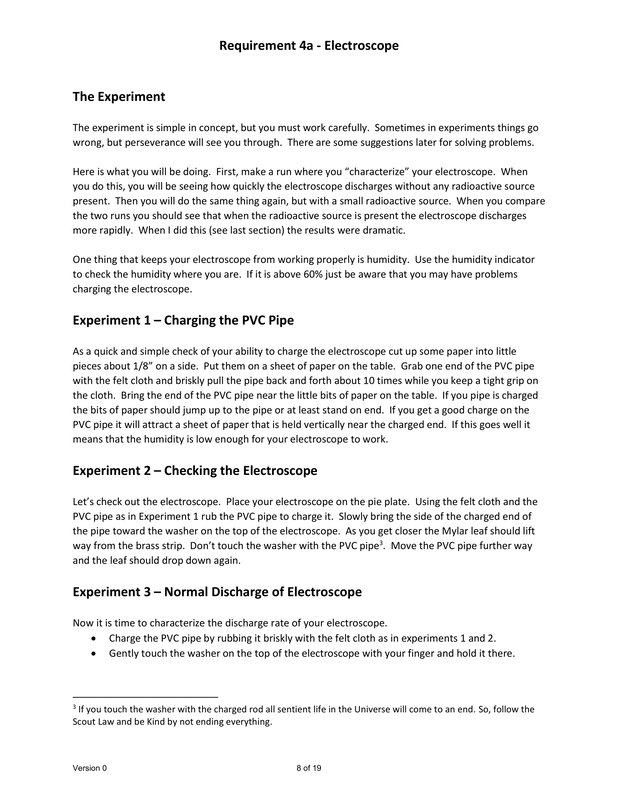 Requirement 4a - Electroscope
The Experiment
The experiment is simple in concept, but you must work carefully.  Sometimes in experiments things go
wrong, but perseverance will see you through.  There are some suggestions later for solving problems.
Here is what you will be doing.  First, make a run where you “characterize” your electroscope.  When
you do this, you will be seeing how quickly the electroscope discharges without any radioactive source
present.  Then you will do the same thing again, but with a small radioactive source.  When you compare
the two runs you should see that when the radioactive source is present the electroscope discharges
more rapidly.  When I did this (see last section) the results were dramatic.
One thing that keeps your electroscope from working properly is humidity.  Use the humidity indicator
to check the humidity where you are.  If it is above 60% just be aware that you may have problems
charging the electroscope.
Experiment 1 – Charging the PVC Pipe
As a quick and simple check of your ability to charge the electroscope cut up some paper into little
pieces about 1/8” on a side.  Put them on a sheet of paper on the table.  Grab one end of the PVC pipe
with the felt cloth and briskly pull the pipe back and forth about 10 times while you keep a tight grip on
the cloth.  Bring the end of the PVC pipe near the little bits of paper on the table.  If you pipe is charged
the bits of paper should jump up to the pipe or at least stand on end.  If you get a good charge on the
PVC pipe it will attract a sheet of paper that is held vertically near the charged end.  If this goes well it
means that the humidity is low enough for your electroscope to work.
Experiment 2 – Checking the Electroscope
Let’s check out the electroscope.  Place your electroscope on the pie plate.  Using the felt cloth and the
PVC pipe as in Experiment 1 rub the PVC pipe to charge it.  Slowly bring the side of the charged end of
the pipe toward the washer on the top of the electroscope.  As you get closer the Mylar leaf should lift
way from the brass strip.  Don’t touch the washer with the PVC pipe³.  Move the PVC pipe further way
and the leaf should drop down again.
Experiment 3 – Normal Discharge of Electroscope
Now it is time to characterize the discharge rate of your electroscope.
• Charge the PVC pipe by rubbing it briskly with the felt cloth as in experiments 1 and 2.
• Gently touch the washer on the top of the electroscope with your finger and hold it there.
³ If you touch the washer with the charged rod all sentient life in the Universe will come to an end. So, follow the
Scout Law and be Kind by not ending everything.
Version 0 8 of 19